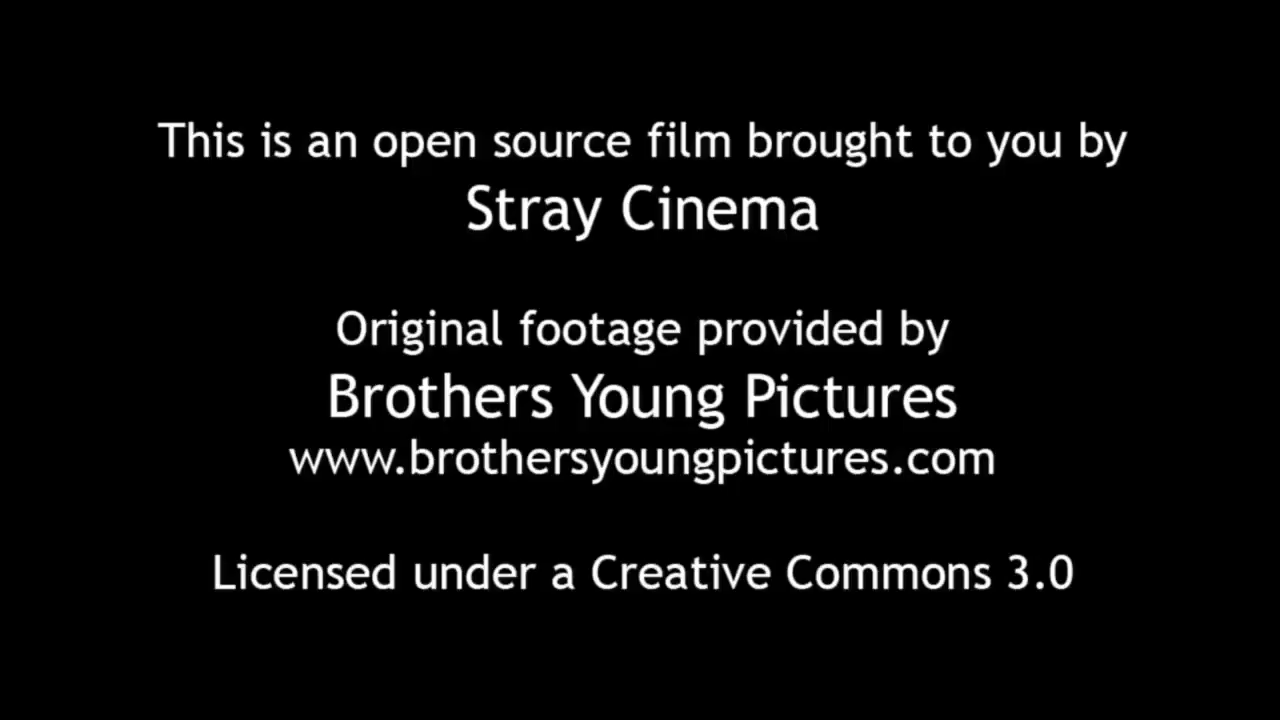 This is an open source film brought to you by
Stray Cinema
Original footage provided by
Brothers Young Pictures
www.brothersyoungpictures.com
Licensed under a Creative Commons 3.0